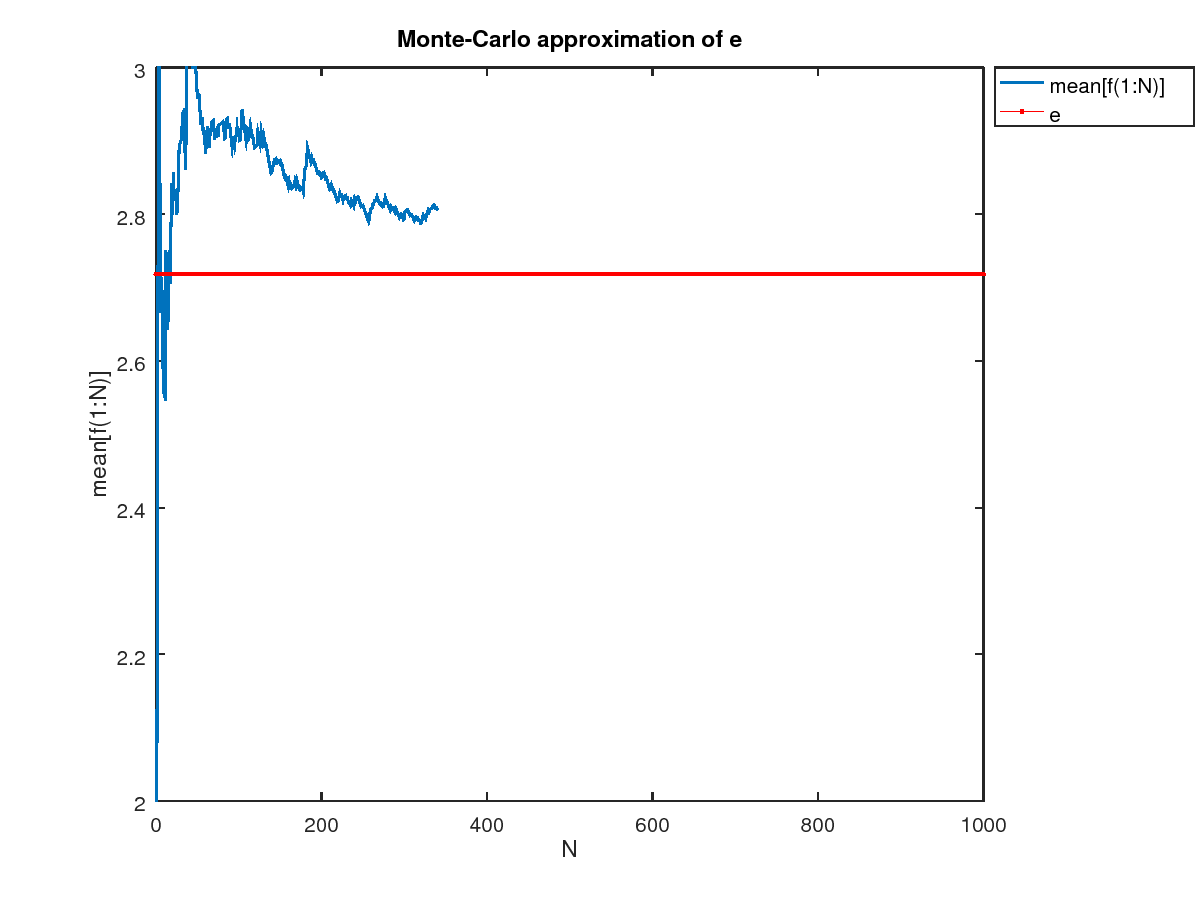 Monte-Carlo approximation of e
mean[f(1:N)]
e
3
2.8
2.6
2.4
2.2
2
mean[f(1:N)]
0 200 400 600 800 1000
N